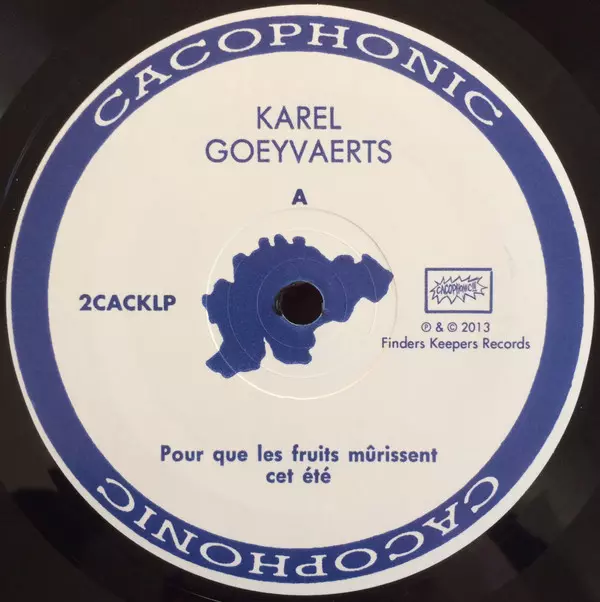 CACOPHONIC
KAREL
GOEYVAERTS
A
2CACKLP
CACOPHONIC!!!
℗ & © 2013
Finders Keepers Records
Pour que les fruits mûrissent
cet été
CACOPHONIC